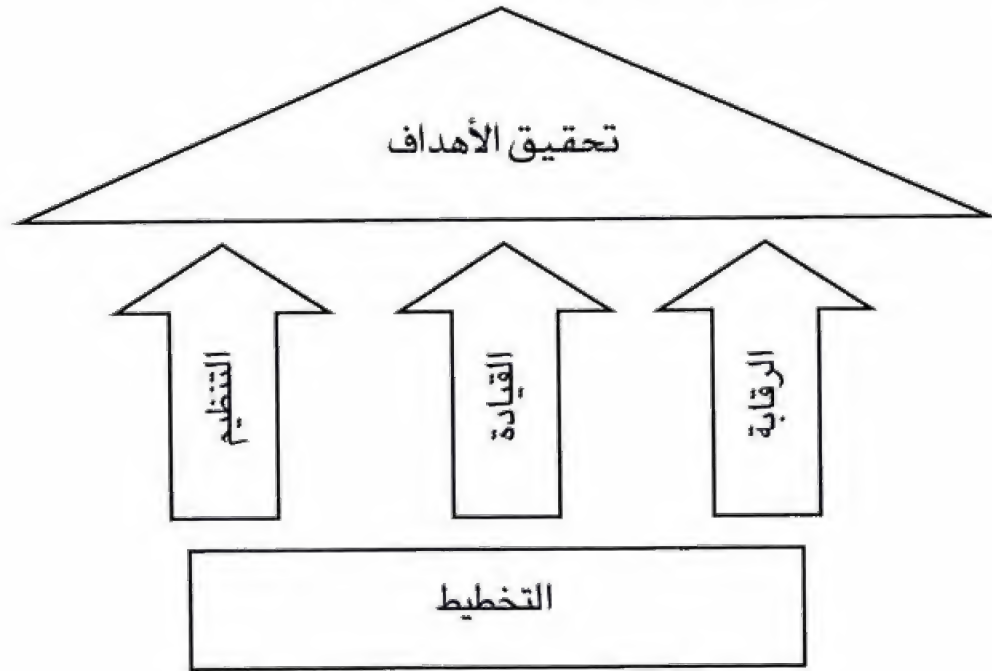 تحقيق الأهداف
الرقابة
القيادة
التنظيم
التخطيط